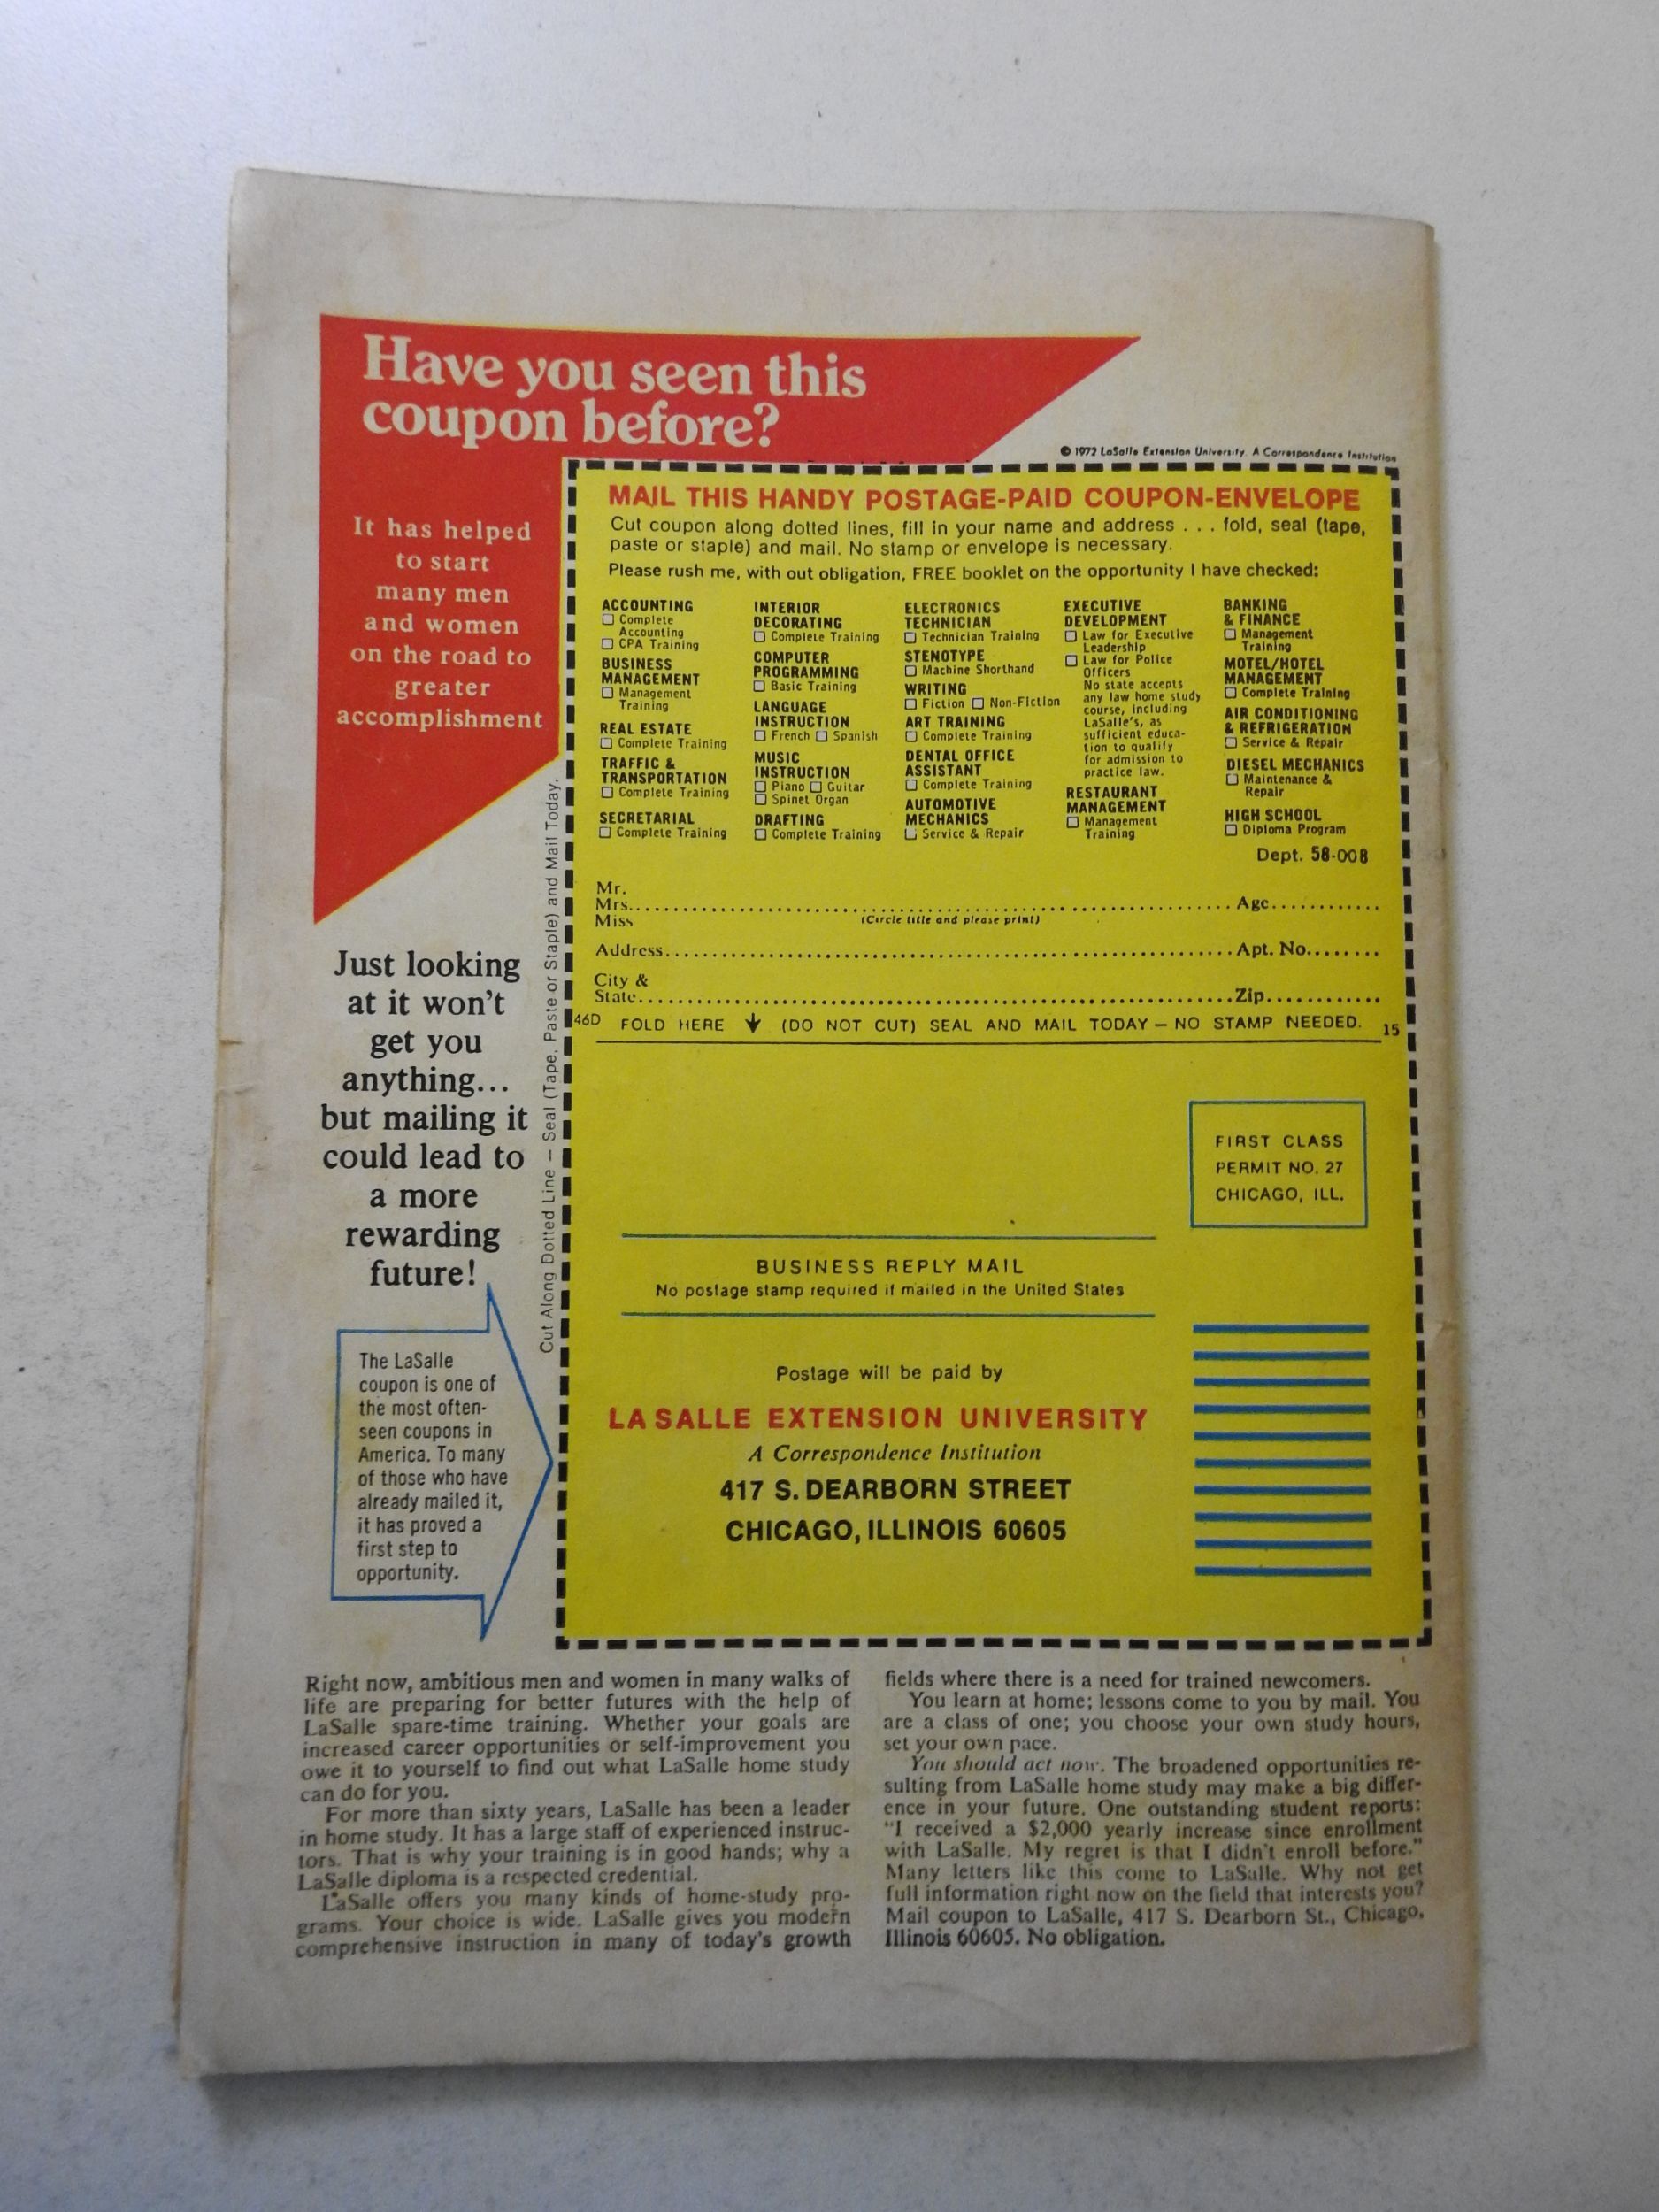 Have you seen this
coupon before?
© 1972 LaSalle Extension University. A Correspondence Institution
It has helped
to start
many men
and women
on the road to
greater
accomplishment
Just looking
at it won't
get you
anything...
but mailing it
could lead to
a more
rewarding
future!
The LaSalle
coupon is one of
the most often-
seen coupons in
America. To many
of those who have
already mailed it,
it has proved a
first step to
opportunity.
Cut Along Dotted Line — Seal (Tape, Paste or Staple) and Mail Today.
MAIL THIS HANDY POSTAGE-PAID COUPON-ENVELOPE
Cut coupon along dotted lines, fill in your name and address . . . fold, seal (tape,
paste or staple) and mail. No stamp or envelope is necessary.
Please rush me, with out obligation, FREE booklet on the opportunity I have checked:
ACCOUNTING
☐ Complete
Accounting
☐ CPA Training
BUSINESS
MANAGEMENT
☐ Management
Training
REAL ESTATE
☐ Complete Training
TRAFFIC &
TRANSPORTATION
☐ Complete Training
SECRETARIAL
☐ Complete Training
INTERIOR
DECORATING
☐ Complete Training
COMPUTER
PROGRAMMING
☐ Basic Training
LANGUAGE
INSTRUCTION
☐ French ☐ Spanish
MUSIC
INSTRUCTION
☐ Piano ☐ Guitar
☐ Spinet Organ
DRAFTING
☐ Complete Training
ELECTRONICS
TECHNICIAN
☐ Technician Training
STENOTYPE
☐ Machine Shorthand
WRITING
☐ Fiction ☐ Non-Fiction
ART TRAINING
☐ Complete Training
DENTAL OFFICE
ASSISTANT
☐ Complete Training
AUTOMOTIVE
MECHANICS
☐ Service & Repair
EXECUTIVE
DEVELOPMENT
☐ Law for Executive
Leadership
☐ Law for Police
Officers
No state accepts
any law home study
course, including
LaSalle's, as
sufficient educa-
tion to qualify
for admission to
practice law.
RESTAURANT
MANAGEMENT
☐ Management
Training
BANKING
& FINANCE
☐ Management
Training
MOTEL/HOTEL
MANAGEMENT
☐ Complete Training
AIR CONDITIONING
& REFRIGERATION
☐ Service & Repair
DIESEL MECHANICS
☐ Maintenance &
Repair
HIGH SCHOOL
☐ Diploma Program
Dept. 58-008
Mr.
Mrs. Age
Miss (Circle title and please print)
Address Apt. No.
City &
State Zip
46D FOLD HERE ↓ (DO NOT CUT) SEAL AND MAIL TODAY — NO STAMP NEEDED. 15
FIRST CLASS
PERMIT NO. 27
CHICAGO, ILL.
BUSINESS REPLY MAIL
No postage stamp required if mailed in the United States
Postage will be paid by
LA SALLE EXTENSION UNIVERSITY
A Correspondence Institution
417 S. DEARBORN STREET
CHICAGO, ILLINOIS 60605
Right now, ambitious men and women in many walks of
life are preparing for better futures with the help of
LaSalle spare-time training. Whether your goals are
increased career opportunities or self-improvement you
owe it to yourself to find out what LaSalle home study
can do for you.
For more than sixty years, LaSalle has been a leader
in home study. It has a large staff of experienced instruc-
tors. That is why your training is in good hands; why a
LaSalle diploma is a respected credential.
LaSalle offers you many kinds of home-study pro-
grams. Your choice is wide. LaSalle gives you modern
comprehensive instruction in many of today's growth
fields where there is a need for trained newcomers.
You learn at home; lessons come to you by mail. You
are a class of one; you choose your own study hours,
set your own pace.
You should act now. The broadened opportunities re-
sulting from LaSalle home study may make a big differ-
ence in your future. One outstanding student reports:
"I received a $2,000 yearly increase since enrollment
with LaSalle. My regret is that I didn't enroll before."
Many letters like this come to LaSalle. Why not get
full information right now on the field that interests you?
Mail coupon to LaSalle, 417 S. Dearborn St., Chicago,
Illinois 60605. No obligation.